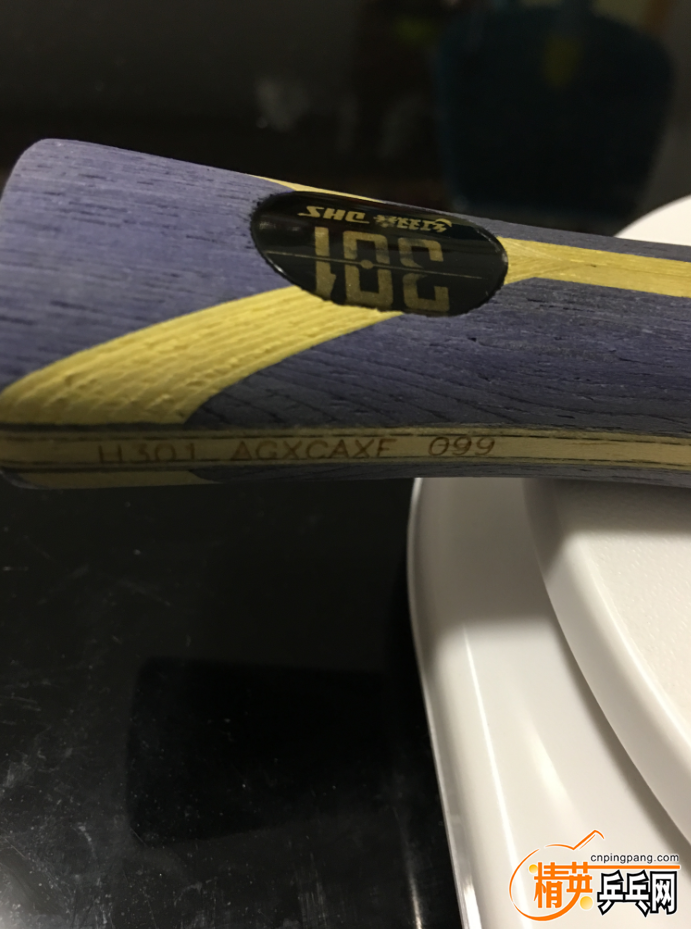 DHS
301
H301 AGXCAXF 099
cnpingpang.com
精英乒乓网